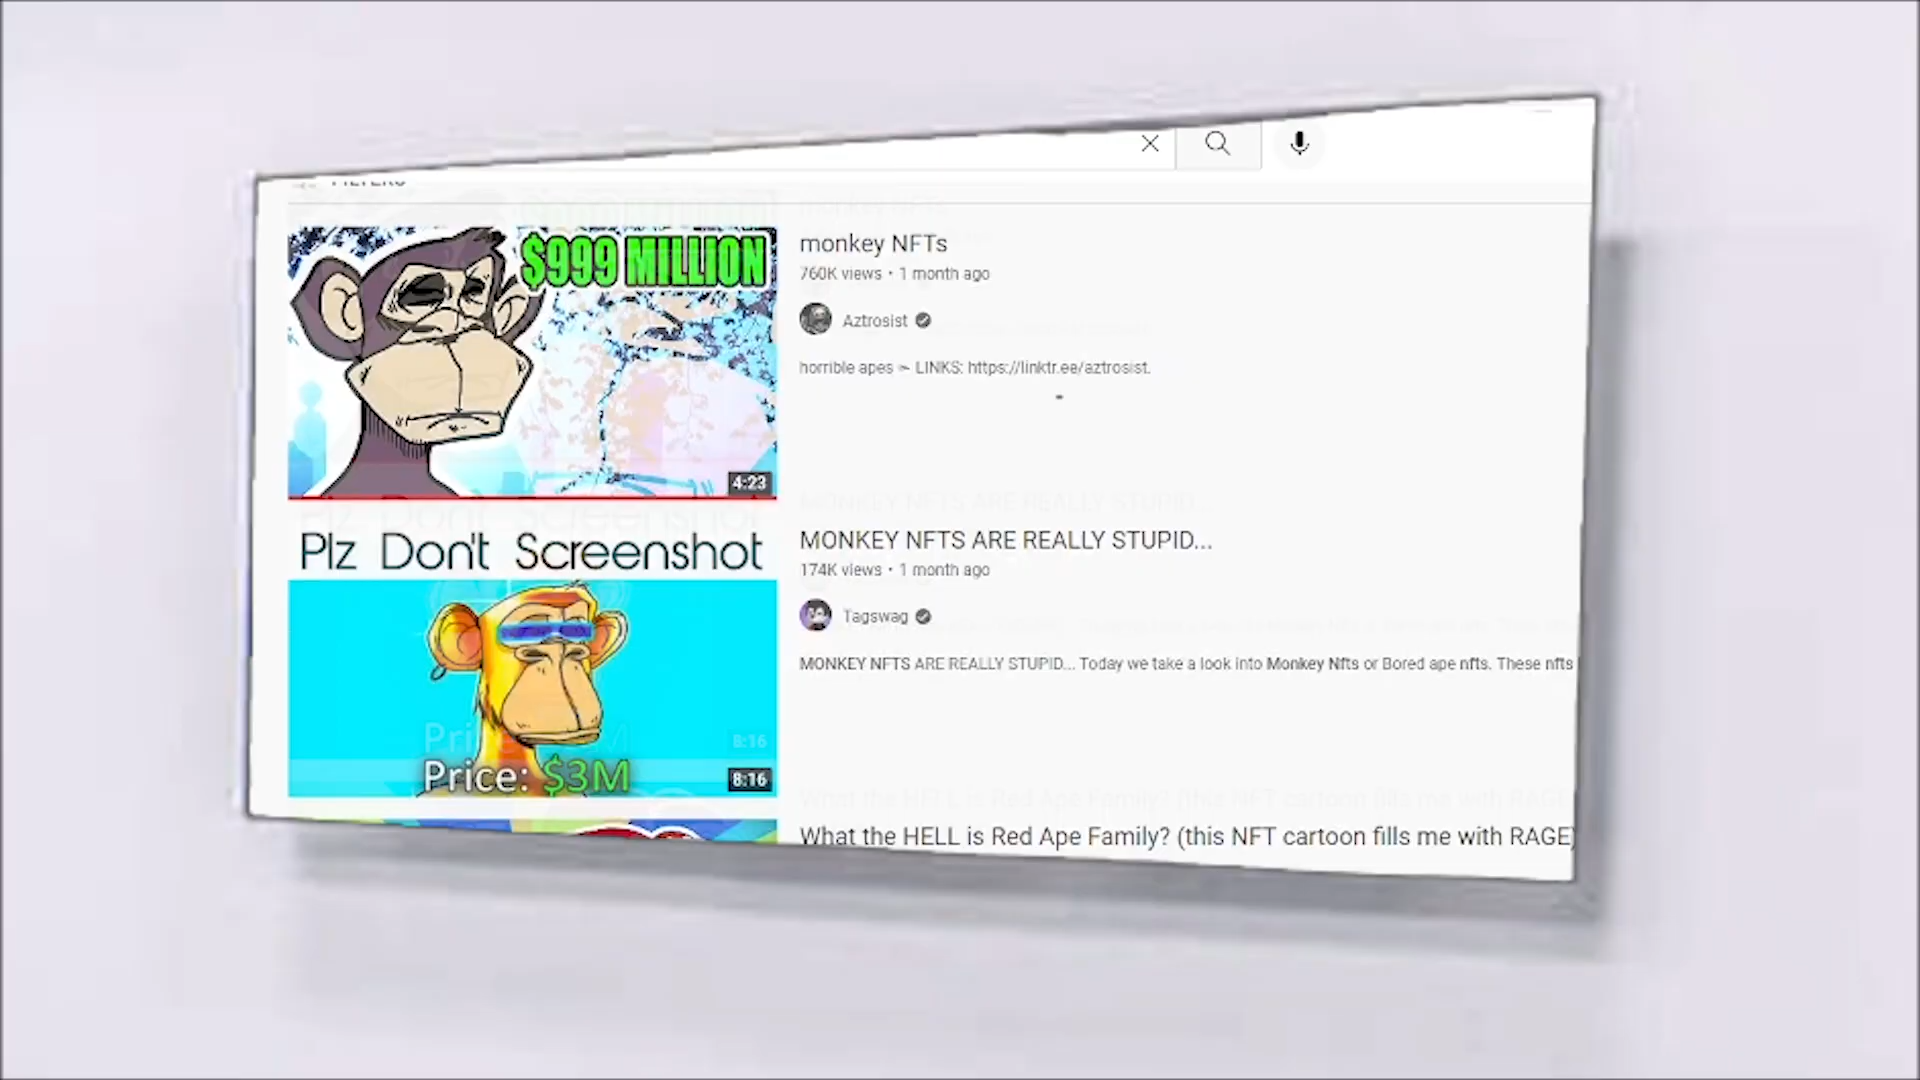 FILTERS
$999 MILLION
4:23
monkey NFTs
760K views • 1 month ago
Aztrosist
horrible apes ➣ LINKS: https://linktr.ee/aztrosist.
Plz Don't Screenshot
Price: $3M
8:16
MONKEY NFTS ARE REALLY STUPID...
174K views • 1 month ago
Tagswag
MONKEY NFTS ARE REALLY STUPID... Today we take a look into Monkey Nfts or Bored ape nfts. These nfts
What the HELL is Red Ape Family? (this NFT cartoon fills me with RAGE)